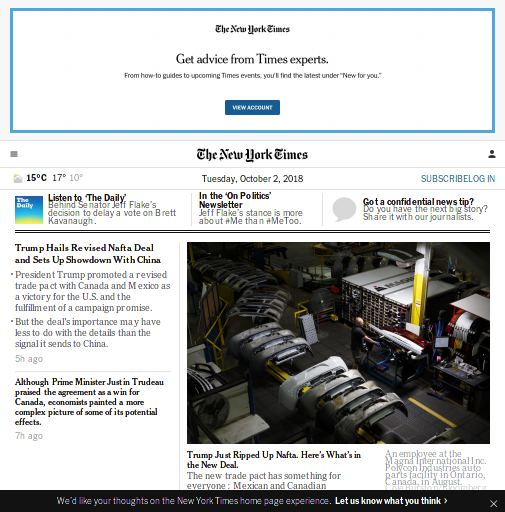 The New York Times
Get advice from Times experts.
From how-to guides to upcoming Times events, you'll find the latest under "New for you."
VIEW ACCOUNT
The New York Times
15°C 17° 10°
Tuesday, October 2, 2018
SUBSCRIBE LOG IN
The Daily
Listen to 'The Daily'
Behind Senator Jeff Flake's
decision to delay a vote on Brett
Kavanaugh.
In the 'On Politics'
Newsletter
Jeff Flake's stance is more
about #Me than #MeToo.
Got a confidential news tip?
Do you have the next big story?
Share it with our journalists.
Trump Hails Revised Nafta Deal
and Sets Up Showdown With China
• President Trump promoted a revised
trade pact with Canada and Mexico as
a victory for the U.S. and the
fulfillment of a campaign promise.
• But the deal's importance may have
less to do with the details than the
signal it sends to China.
5h ago
Although Prime Minister Justin Trudeau
praised the agreement as a win for
Canada, economists painted a more
complex picture of some of its potential
effects.
7h ago
Trump Just Ripped Up Nafta. Here's What's in
the New Deal.
The new trade pact has something for
everyone: Mexican and Canadian
An employee at the
Magna International Inc.
Polycon Industries auto
parts facility in Ontario,
Canada, in August.
Cole Burston/Bloomberg
We'd like your thoughts on the New York Times home page experience. Let us know what you think ›